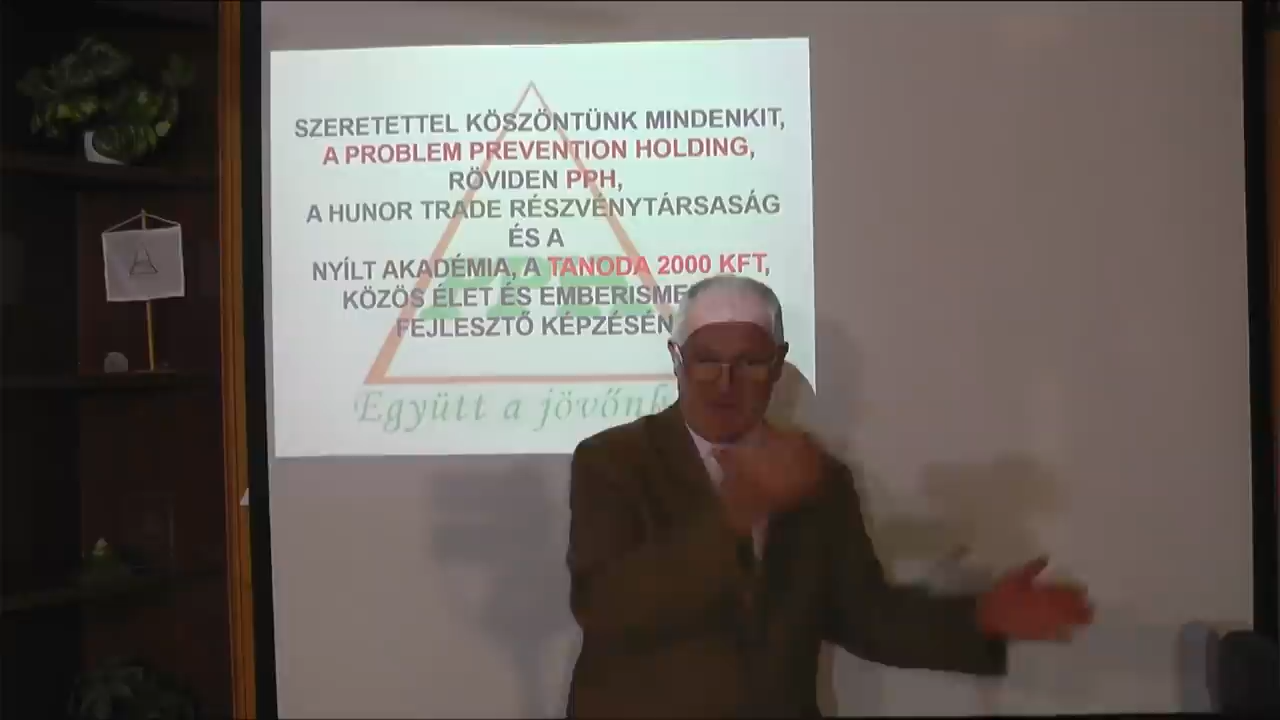 SZERETETTEL KÖSZÖNTÜNK MINDENKIT,
A PROBLEM PREVENTION HOLDING,
RÖVIDEN PPH,
A HUNOR TRADE RÉSZVÉNYTÁRSASÁG
ÉS A
NYÍLT AKADÉMIA, A TANODA 2000 KFT,
KÖZÖS ÉLET ÉS
FEJLESZTŐ
PPH
Együtt a